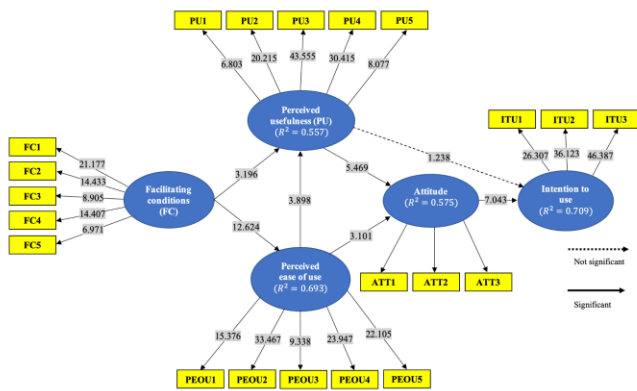 PU1 PU2 PU3 PU4 PU5
6.803 20.215 43.555 30.415 8.077
Perceived
usefulness (PU)
(R² = 0.557)
ITU1 ITU2 ITU3
26.307 36.123 46.387
FC1
FC2
FC3
FC4
FC5
21.177
14.433
8.905
14.407
6.971
Facilitating
conditions
(FC)
3.196
12.624
3.898
5.469
1.238
3.101
Attitude
(R² = 0.575)
7.043
Intention to
use
(R² = 0.709)
ATT1 ATT2 ATT3
Perceived
ease of use
(R² = 0.693)
15.376 33.467 9.338 23.947 22.105
PEOU1 PEOU2 PEOU3 PEOU4 PEOU5
Not significant
Significant